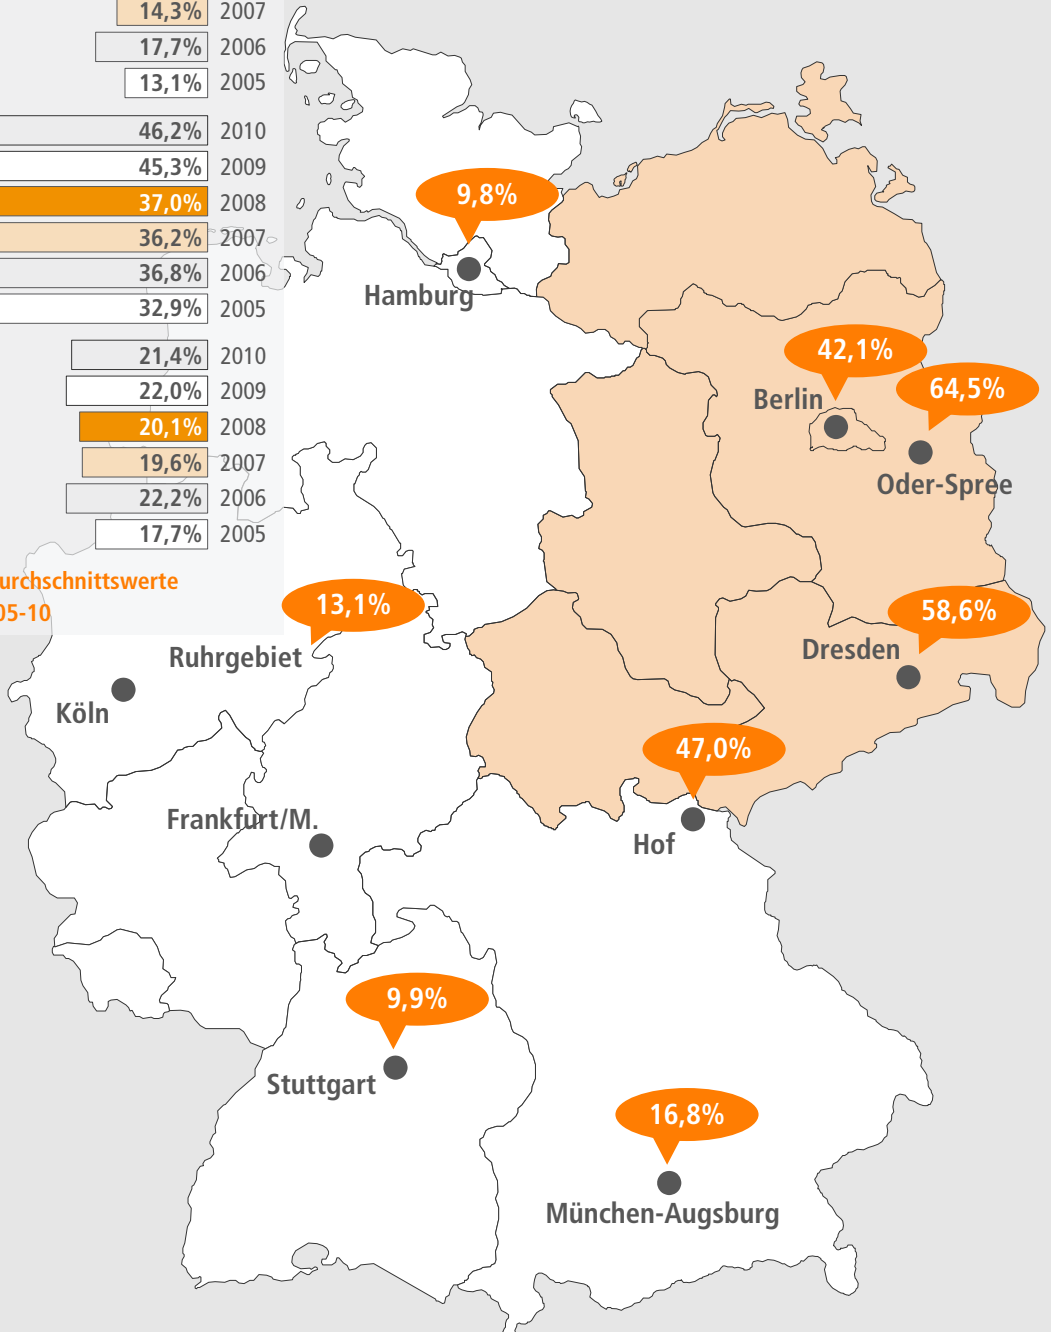 14,3% 2007
17,7% 2006
13,1% 2005
46,2% 2010
45,3% 2009
37,0% 2008
36,2% 2007
36,8% 2006
32,9% 2005
21,4% 2010
22,0% 2009
20,1% 2008
19,6% 2007
22,2% 2006
17,7% 2005
urchschnittswerte
05-10
9,8%
Hamburg
42,1%
Berlin
64,5%
Oder-Spree
13,1%
Ruhrgebiet
58,6%
Dresden
Köln
47,0%
Hof
Frankfurt/M.
9,9%
Stuttgart
16,8%
München-Augsburg